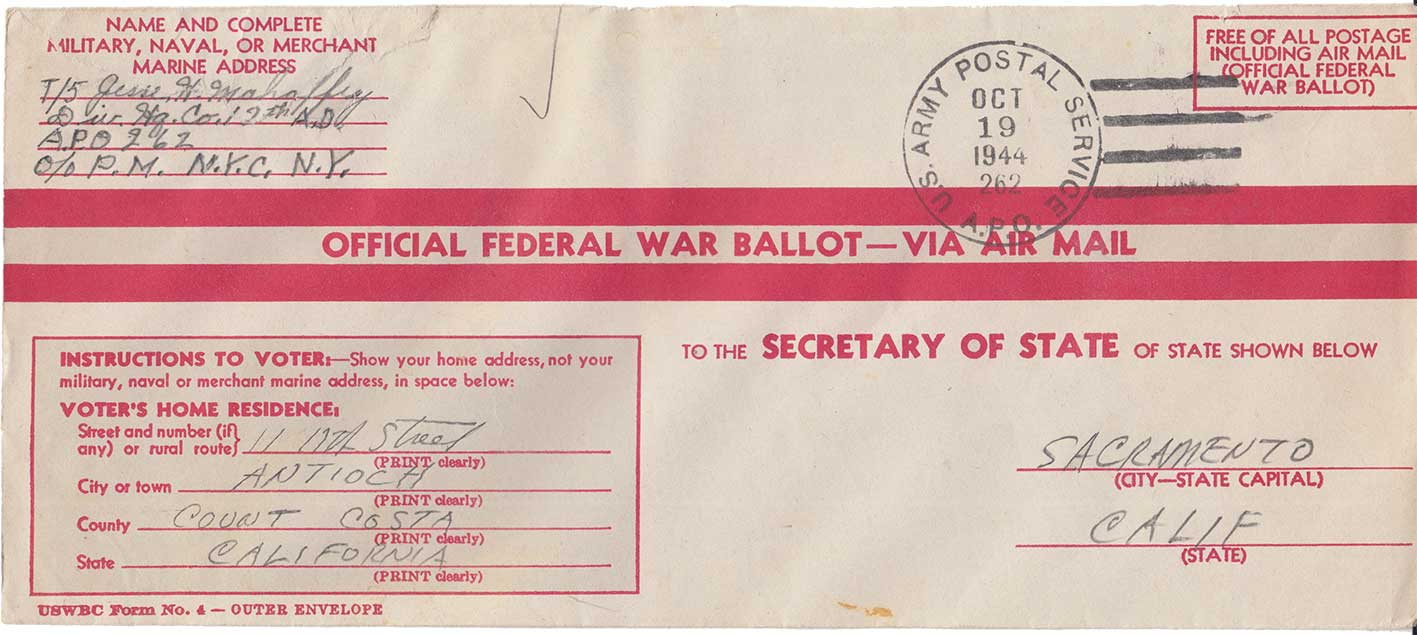 NAME AND COMPLETE
MILITARY, NAVAL, OR MERCHANT
MARINE ADDRESS
T/5 Jesse H. Mahaffey
Div. Hq. Co. 12th A.D.
A.P.O 262
c/o P.M. N.Y.C. N.Y.
U.S. ARMY POSTAL SERVICE
OCT
19
1944
262
A.P.O.
FREE OF ALL POSTAGE
INCLUDING AIR MAIL
(OFFICIAL FEDERAL
WAR BALLOT)
OFFICIAL FEDERAL WAR BALLOT—VIA AIR MAIL
INSTRUCTIONS TO VOTER:—Show your home address, not your
military, naval or merchant marine address, in space below:
VOTER'S HOME RESIDENCE:
Street and number (if
any) or rural route} 11 Street
(PRINT clearly)
City or town ANTIOCH
(PRINT clearly)
County COUNT COSTA
(PRINT clearly)
State CALIFORNIA
(PRINT clearly)
USWBC Form No. 4 — OUTER ENVELOPE
TO THE SECRETARY OF STATE OF STATE SHOWN BELOW
SACRAMENTO
(CITY—STATE CAPITAL)
CALIF
(STATE)